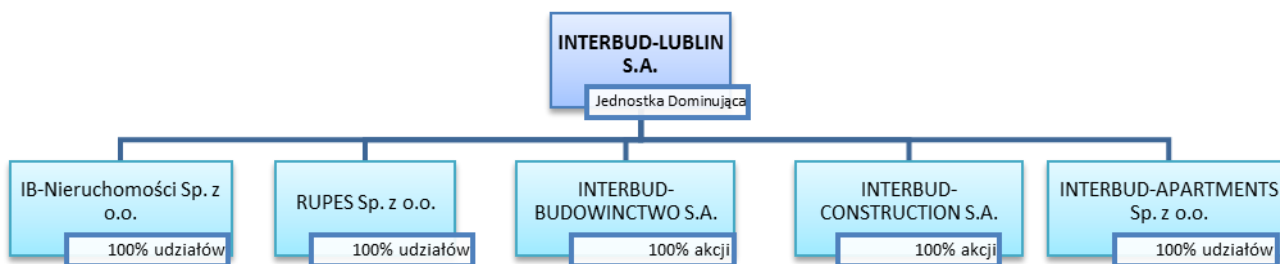 INTERBUD-LUBLIN
S.A.
Jednostka Dominująca
IB-Nieruchomości Sp. z
o.o.
100% udziałów
RUPES Sp. z o.o.
100% udziałów
INTERBUD-
BUDOWINCTWO S.A.
100% akcji
INTERBUD-
CONSTRUCTION S.A.
100% akcji
INTERBUD-APARTMENTS
Sp. z o.o.
100% udziałów